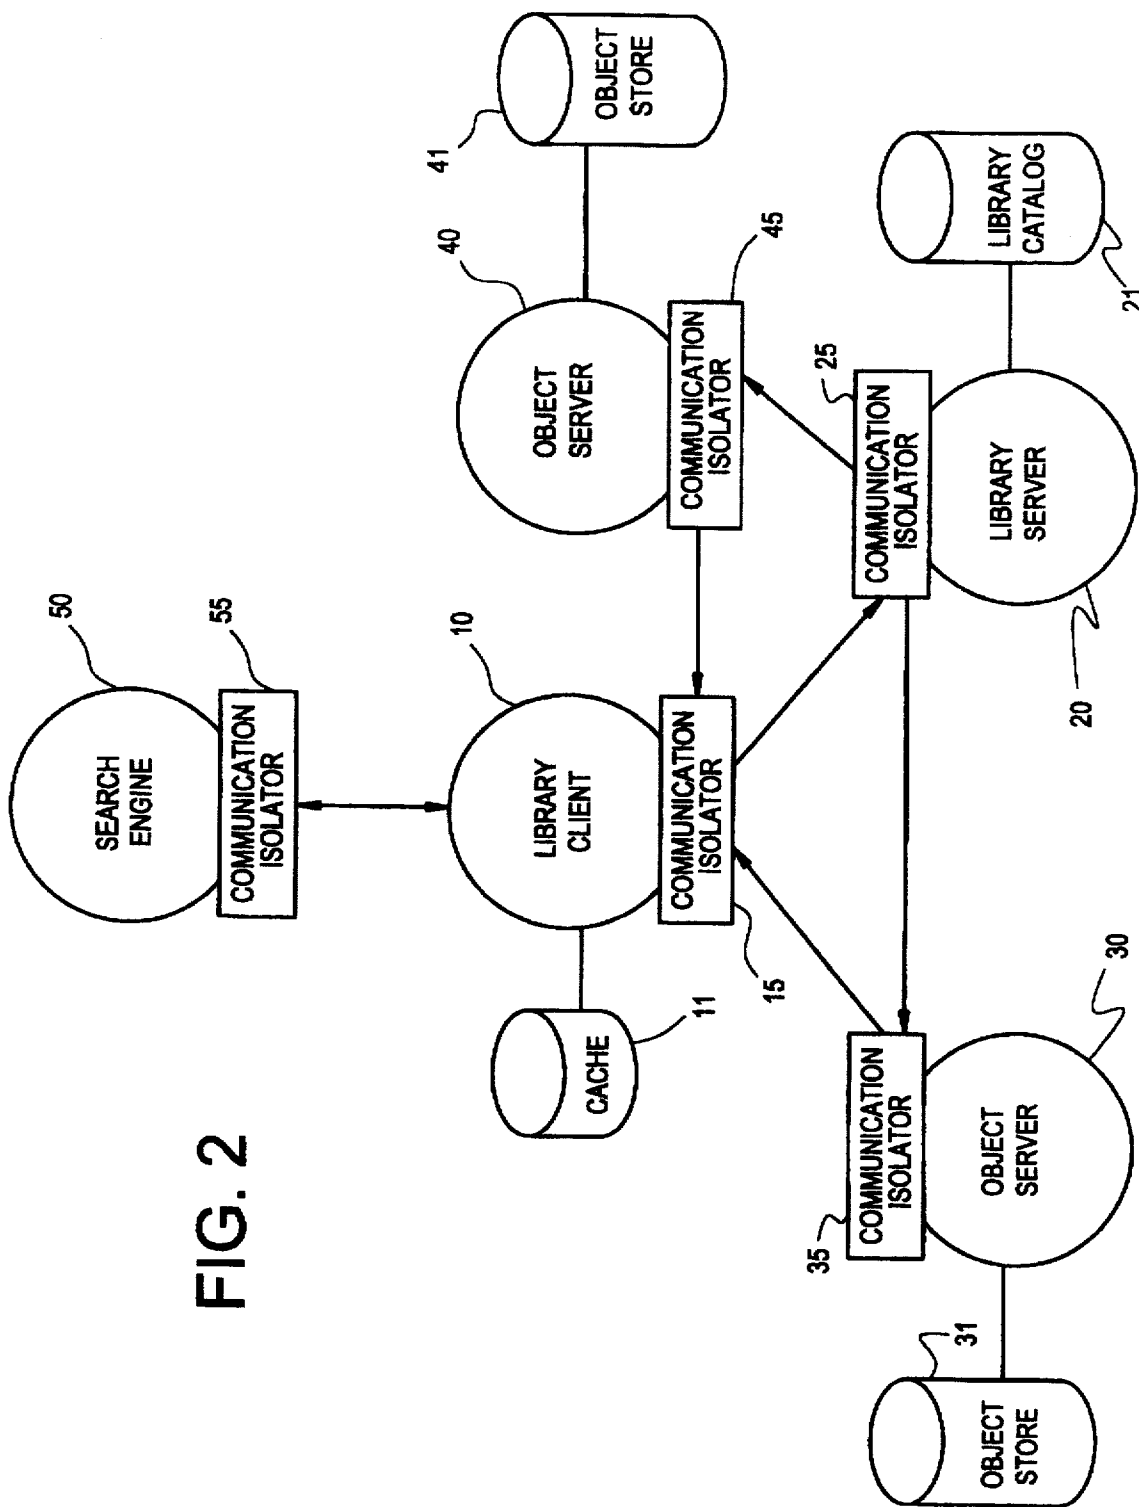 FIG. 2
SEARCH
ENGINE
50
COMMUNICATION
ISOLATOR
55
CACHE
11
LIBRARY
CLIENT
10
COMMUNICATION
ISOLATOR
15
OBJECT
SERVER
40
COMMUNICATION
ISOLATOR
45
OBJECT
STORE
41
OBJECT
STORE
31
COMMUNICATION
ISOLATOR
35
OBJECT
SERVER
30
COMMUNICATION
ISOLATOR
25
LIBRARY
SERVER
20
LIBRARY
CATALOG
21